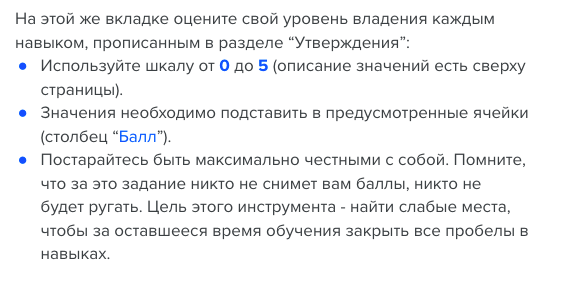 На этой же вкладке оцените свой уровень владения каждым
навыком, прописанным в разделе “Утверждения”:
● Используйте шкалу от 0 до 5 (описание значений есть сверху
страницы).
● Значения необходимо подставить в предусмотренные ячейки
(столбец “Балл”).
● Постарайтесь быть максимально честными с собой. Помните,
что за это задание никто не снимет вам баллы, никто не
будет ругать. Цель этого инструмента - найти слабые места,
чтобы за оставшееся время обучения закрыть все пробелы в
навыках.